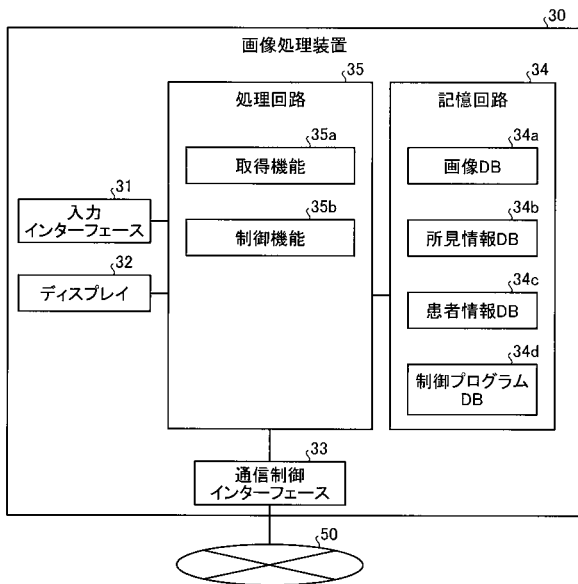 30
画像処理装置
35
処理回路
35a
取得機能
35b
制御機能
34
記憶回路
34a
画像DB
34b
所見情報DB
34c
患者情報DB
34d
制御プログラム
DB
31
入力
インターフェース
32
ディスプレイ
33
通信制御
インターフェース
50